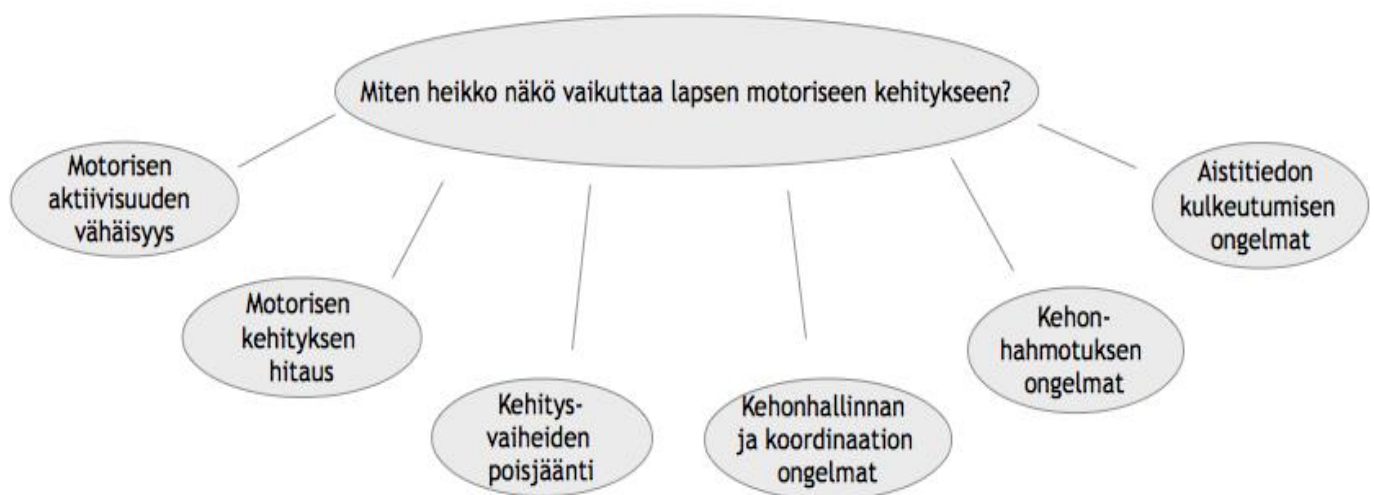 Miten heikko näkö vaikuttaa lapsen motoriseen kehitykseen?
Motorisen
aktiivisuuden
vähäisyys
Motorisen
kehityksen
hitaus
Kehitys-
vaiheiden
poisjäänti
Kehonhallinnan
ja koordinaation
ongelmat
Kehon-
hahmotuksen
ongelmat
Aistitiedon
kulkeutumisen
ongelmat